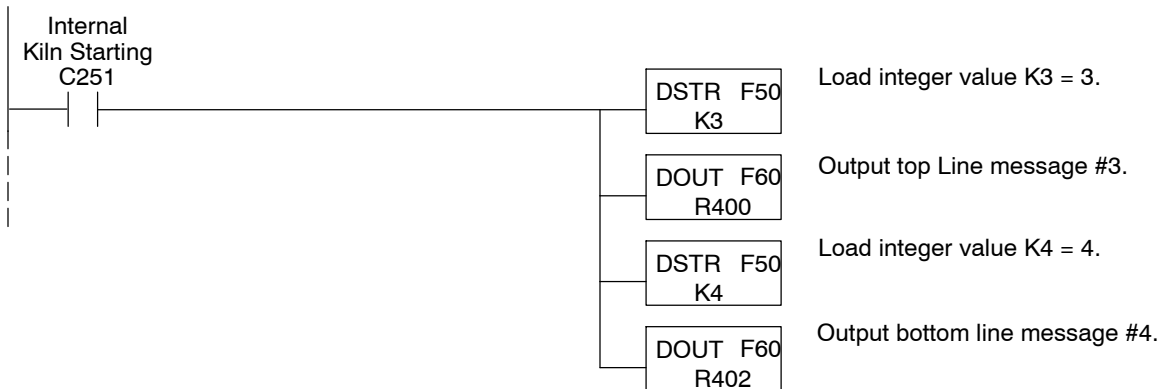 Internal
Kiln Starting
C251
DSTR F50
K3
Load integer value K3 = 3.
DOUT F60
R400
Output top Line message #3.
DSTR F50
K4
Load integer value K4 = 4.
DOUT F60
R402
Output bottom line message #4.